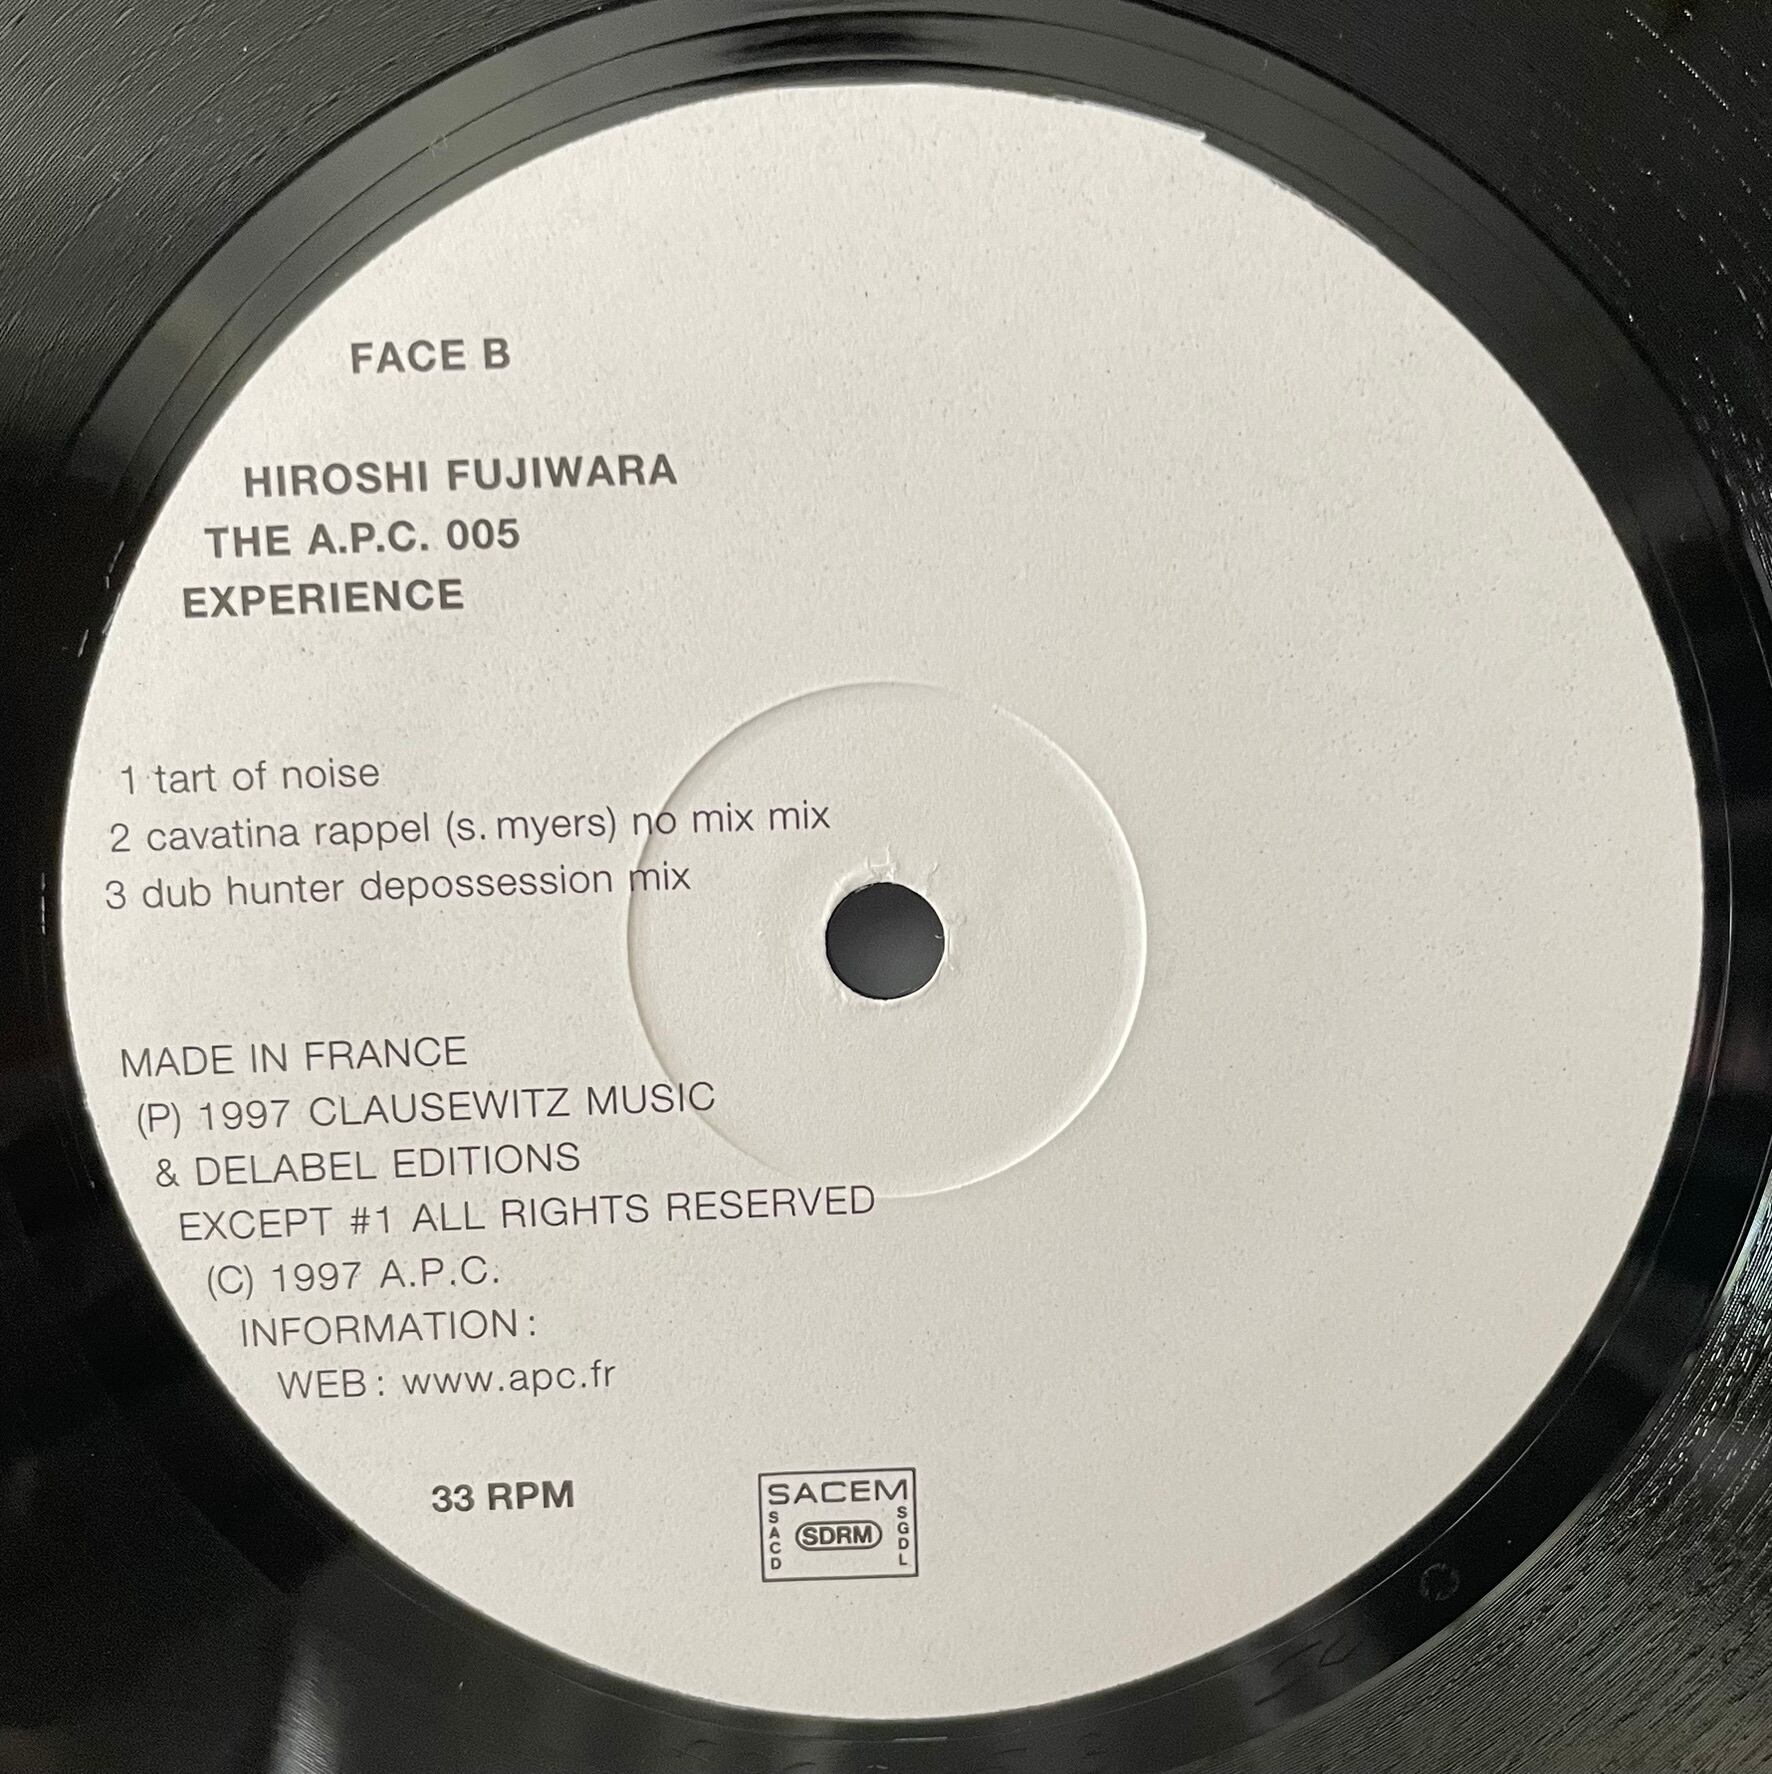 FACE B
HIROSHI FUJIWARA
THE A.P.C. 005
EXPERIENCE
1 tart of noise
2 cavatina rappel (s. myers) no mix mix
3 dub hunter depossession mix
MADE IN FRANCE
(P) 1997 CLAUSEWITZ MUSIC
& DELABEL EDITIONS
EXCEPT #1 ALL RIGHTS RESERVED
(C) 1997 A.P.C.
INFORMATION :
WEB : www.apc.fr
33 RPM
SACEM
SACD
SDRM
SGDL